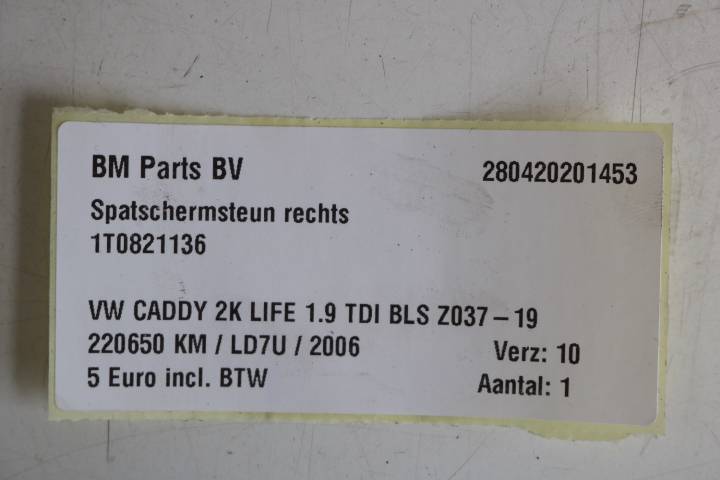 BM Parts BV 280420201453
Spatschermsteun rechts
1T0821136
VW CADDY 2K LIFE 1.9 TDI BLS Z037-19
220650 KM / LD7U / 2006 Verz: 10
5 Euro incl. BTW Aantal: 1